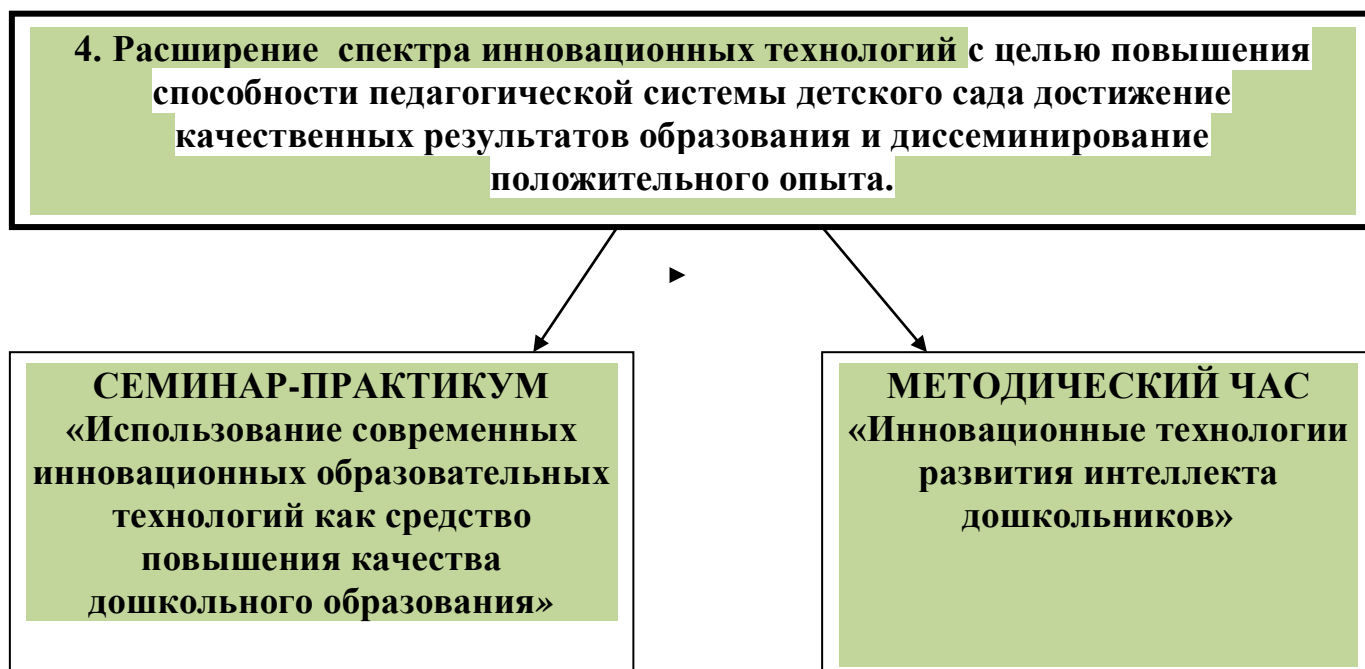 4. Расширение спектра инновационных технологий с целью повышения
способности педагогической системы детского сада достижение
качественных результатов образования и диссеминирование
положительного опыта.
СЕМИНАР-ПРАКТИКУМ
«Использование современных
инновационных образовательных
технологий как средство
повышения качества
дошкольного образования»
МЕТОДИЧЕСКИЙ ЧАС
«Инновационные технологии
развития интеллекта
дошкольников»